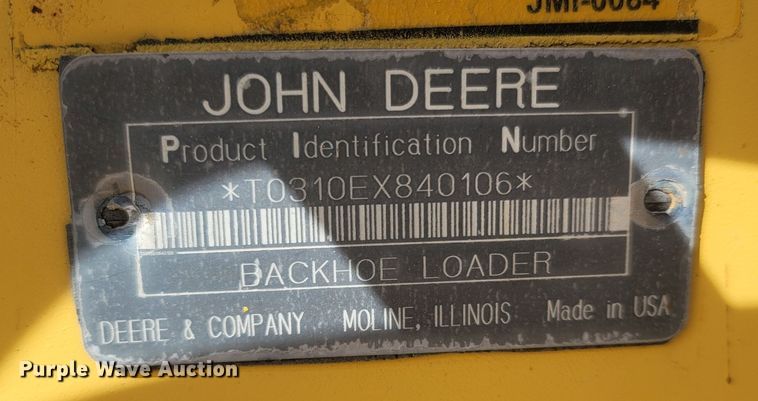 JOHN DEERE
Product Identification Number
*T0310EX840106*
BACKHOE LOADER
DEERE & COMPANY MOLINE, ILLINOIS Made in USA
Purple Wave Auction